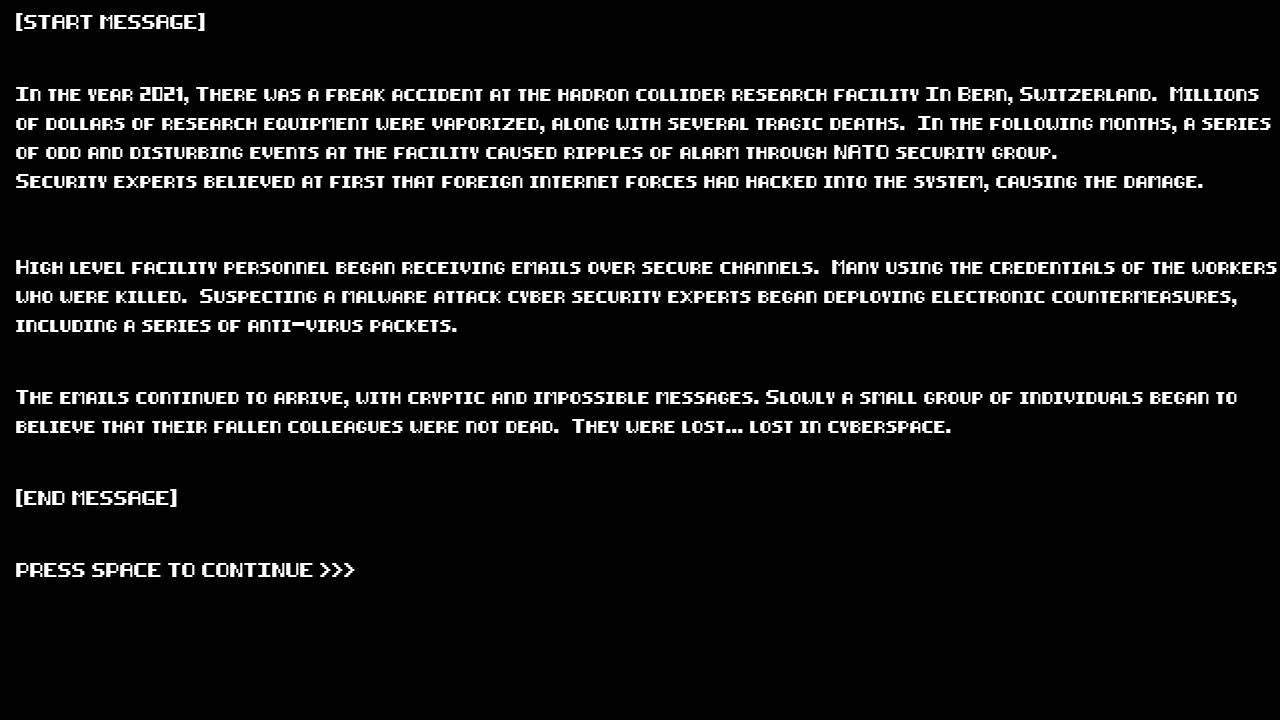 [START MESSAGE]
In the year 2021, There was a freak accident at the hadron collider research facility In Bern, Switzerland.  Millions
of dollars of research equipment were vaporized, along with several tragic deaths.  In the following months, a series
of odd and disturbing events at the facility caused ripples of alarm through NATO security group.
Security experts believed at first that foreign internet forces had hacked into the system, causing the damage.
High level facility personnel began receiving emails over secure channels.  Many using the credentials of the workers
who were killed.  Suspecting a malware attack cyber security experts began deploying electronic countermeasures,
including a series of anti-virus packets.
The emails continued to arrive, with cryptic and impossible messages. Slowly a small group of individuals began to
believe that their fallen colleagues were not dead.  They were lost... lost in cyberspace.
[END MESSAGE]
PRESS SPACE TO CONTINUE >>>